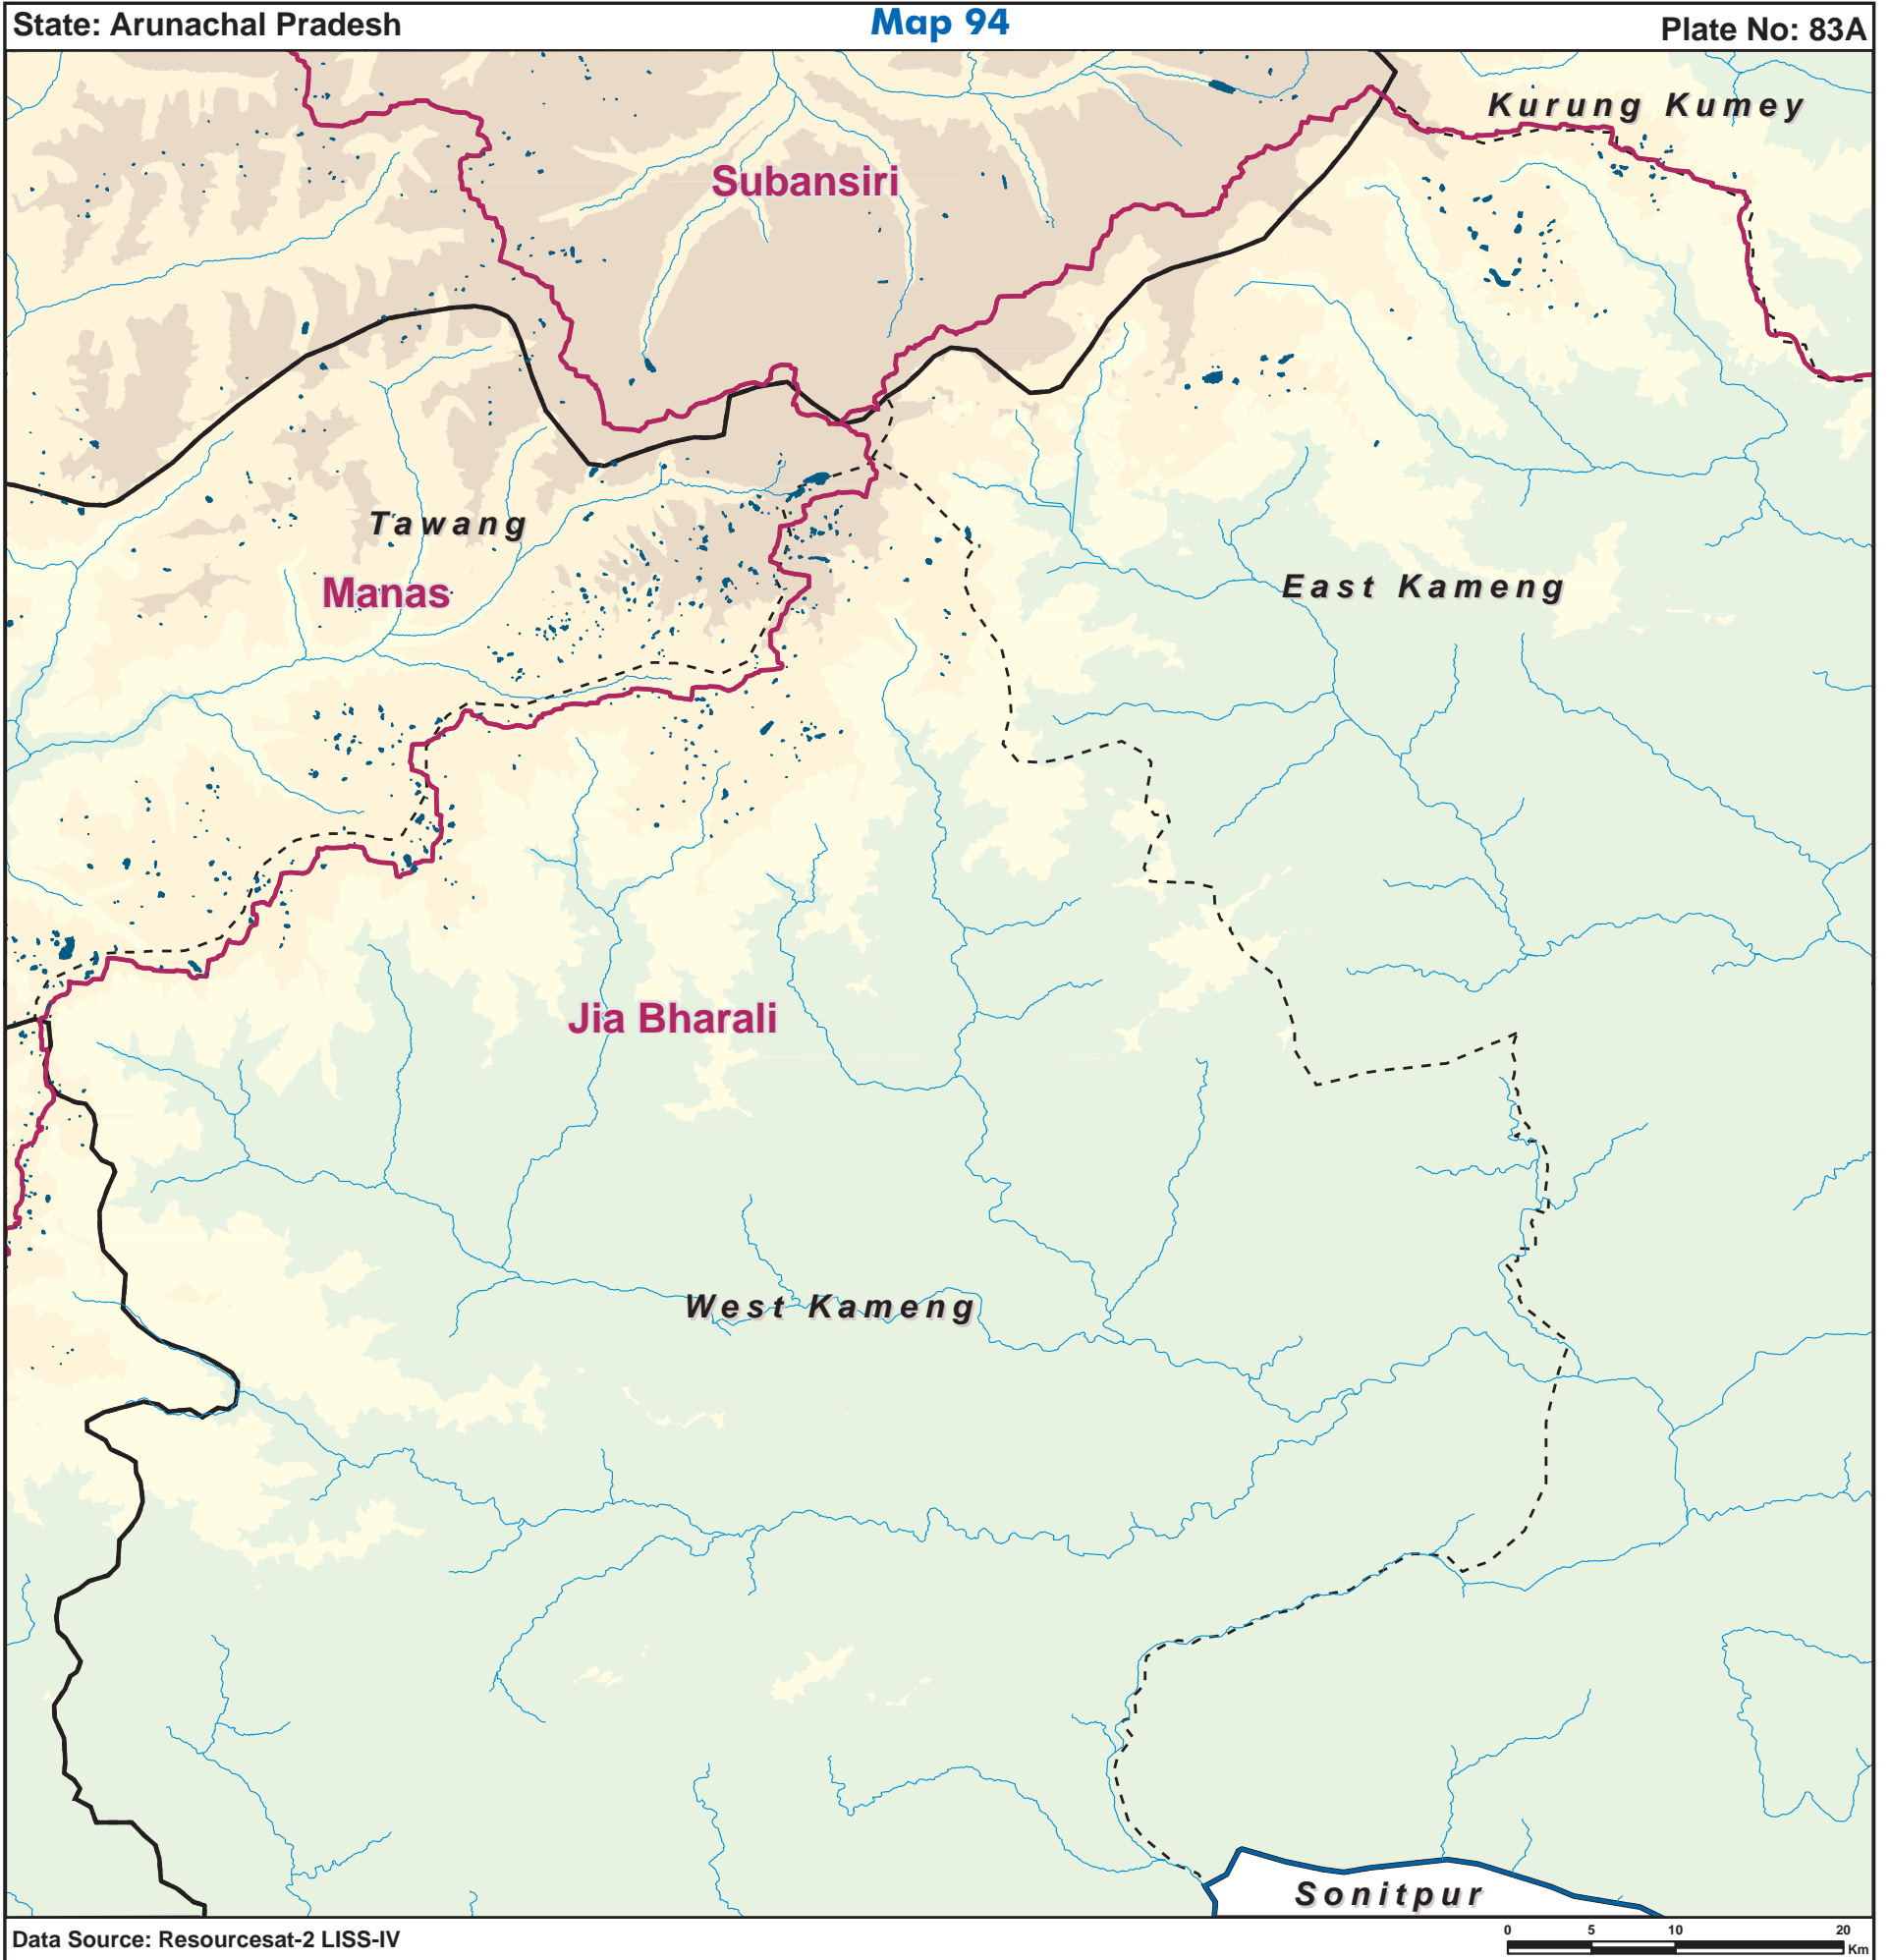 State: Arunachal Pradesh
Map 94
Plate No: 83A
Kurung Kumey
Subansiri
Tawang
Manas
East Kameng
Jia Bharali
West Kameng
Sonitpur
Data Source: Resourcesat-2 LISS-IV
0 5 10 20
Km